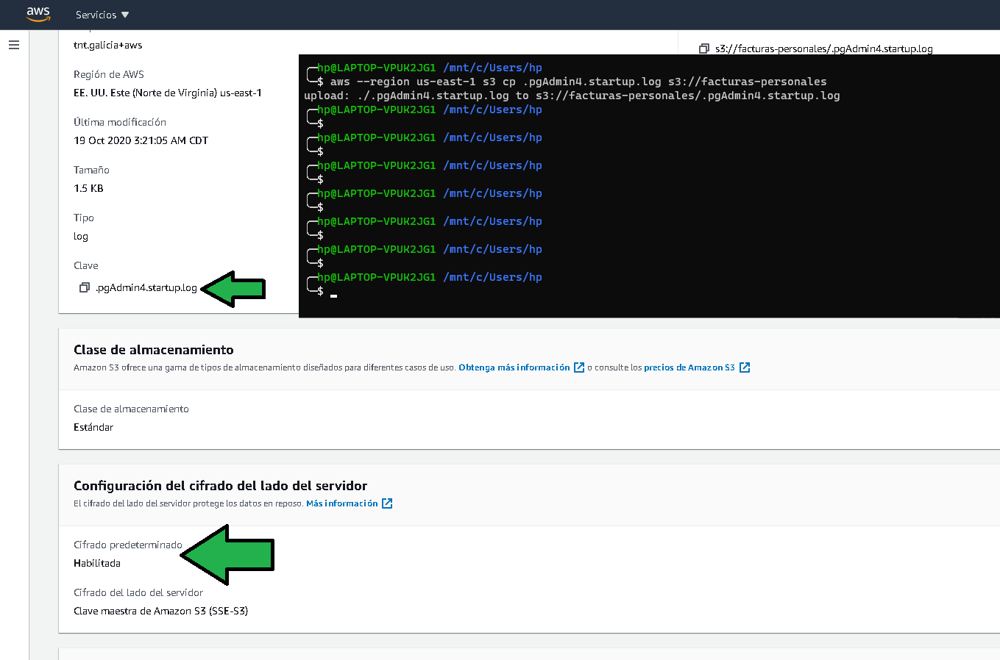 aws
Servicios ▼
tnt.galicia+aws
Región de AWS
EE. UU. Este (Norte de Virginia) us-east-1
Última modificación
19 Oct 2020 3:21:05 AM CDT
Tamaño
1.5 KB
Tipo
log
Clave
.pgAdmin4.startup.log
s3://facturas-personales/.pgAdmin4.startup.log
hp@LAPTOP-VPUK2JG1 /mnt/c/Users/hp
$ aws --region us-east-1 s3 cp .pgAdmin4.startup.log s3://facturas-personales
upload: ./.pgAdmin4.startup.log to s3://facturas-personales/.pgAdmin4.startup.log
hp@LAPTOP-VPUK2JG1 /mnt/c/Users/hp
$
hp@LAPTOP-VPUK2JG1 /mnt/c/Users/hp
$
hp@LAPTOP-VPUK2JG1 /mnt/c/Users/hp
$
hp@LAPTOP-VPUK2JG1 /mnt/c/Users/hp
$
hp@LAPTOP-VPUK2JG1 /mnt/c/Users/hp
$
hp@LAPTOP-VPUK2JG1 /mnt/c/Users/hp
$
hp@LAPTOP-VPUK2JG1 /mnt/c/Users/hp
$
Clase de almacenamiento
Amazon S3 ofrece una gama de tipos de almacenamiento diseñados para diferentes casos de uso. Obtenga más información o consulte los precios de Amazon S3
Clase de almacenamiento
Estándar
Configuración del cifrado del lado del servidor
El cifrado del lado del servidor protege los datos en reposo. Más información
Cifrado predeterminado
Habilitada
Cifrado del lado del servidor
Clave maestra de Amazon S3 (SSE-S3)